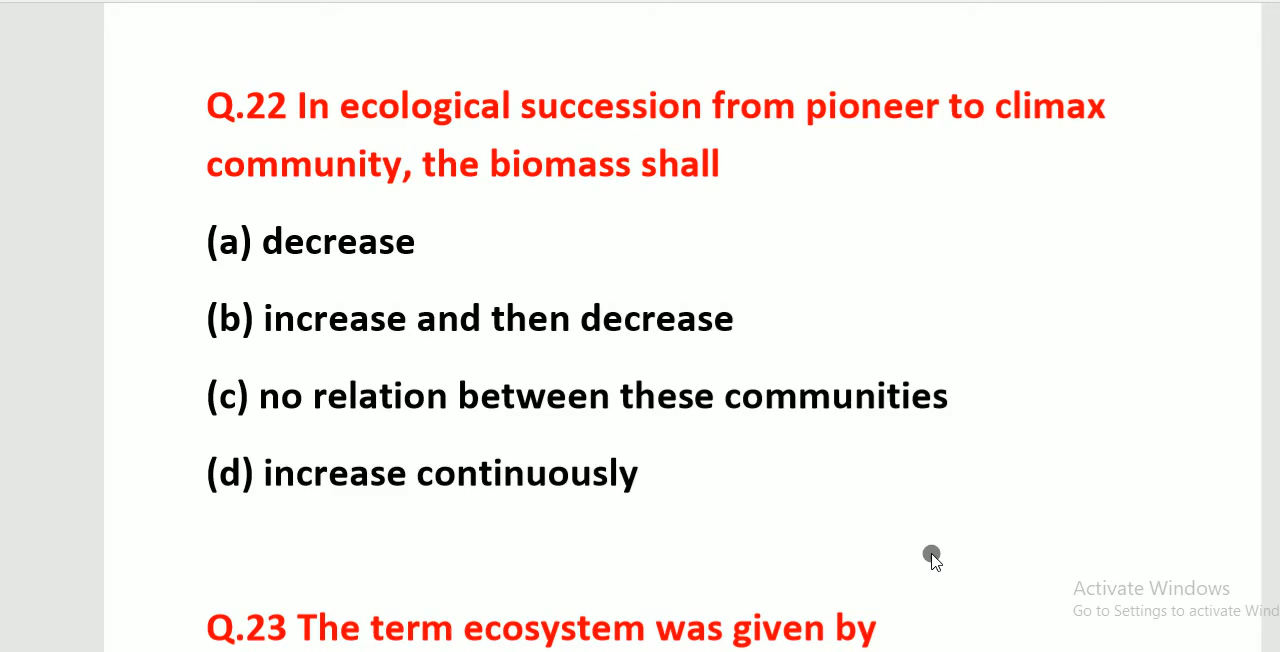 Q.22 In ecological succession from pioneer to climax
community, the biomass shall
(a) decrease
(b) increase and then decrease
(c) no relation between these communities
(d) increase continuously
Activate Windows
Go to Settings to activate Wind
Q.23 The term ecosystem was given by